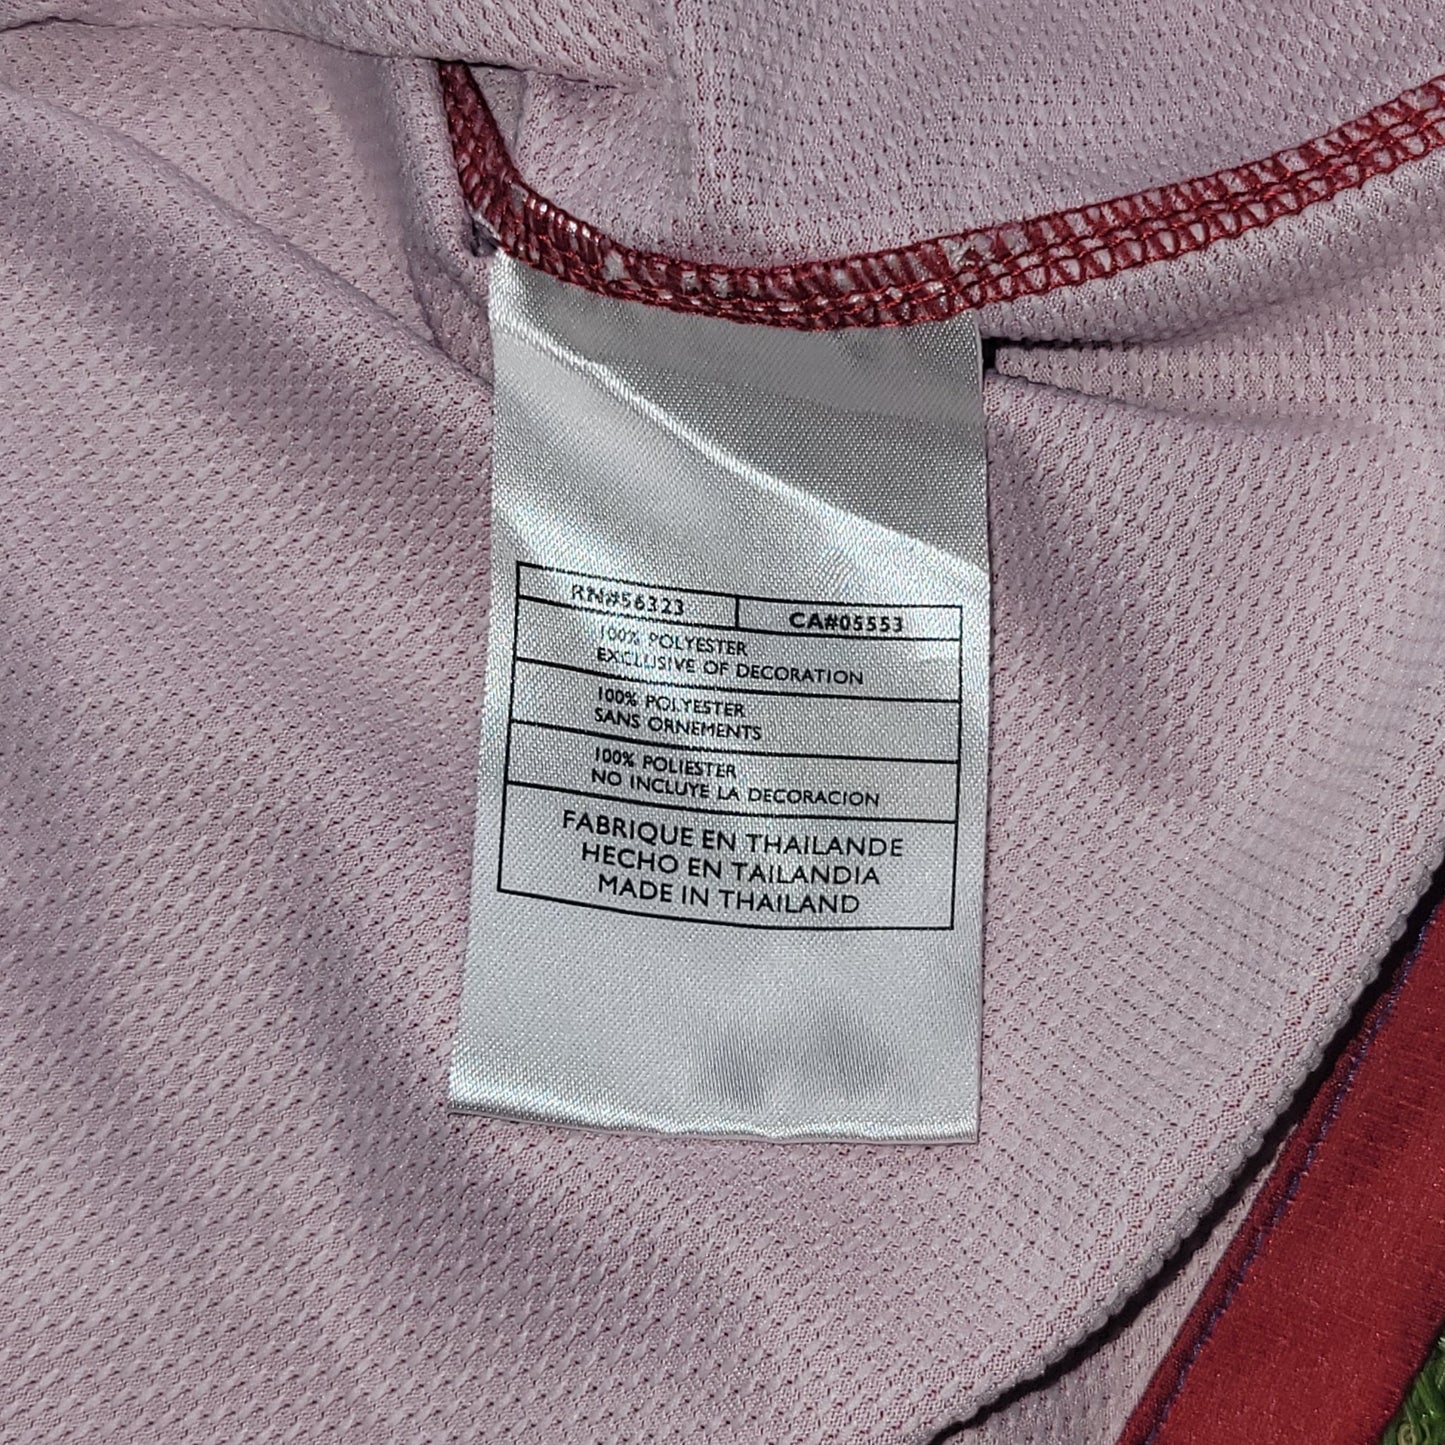 RN#56323 CA#05553
100% POLYESTER
EXCLUSIVE OF DECORATION
100% POLYESTER
SANS ORNEMENTS
100% POLIESTER
NO INCLUYE LA DECORACION
FABRIQUE EN THAILANDE
HECHO EN TAILANDIA
MADE IN THAILAND